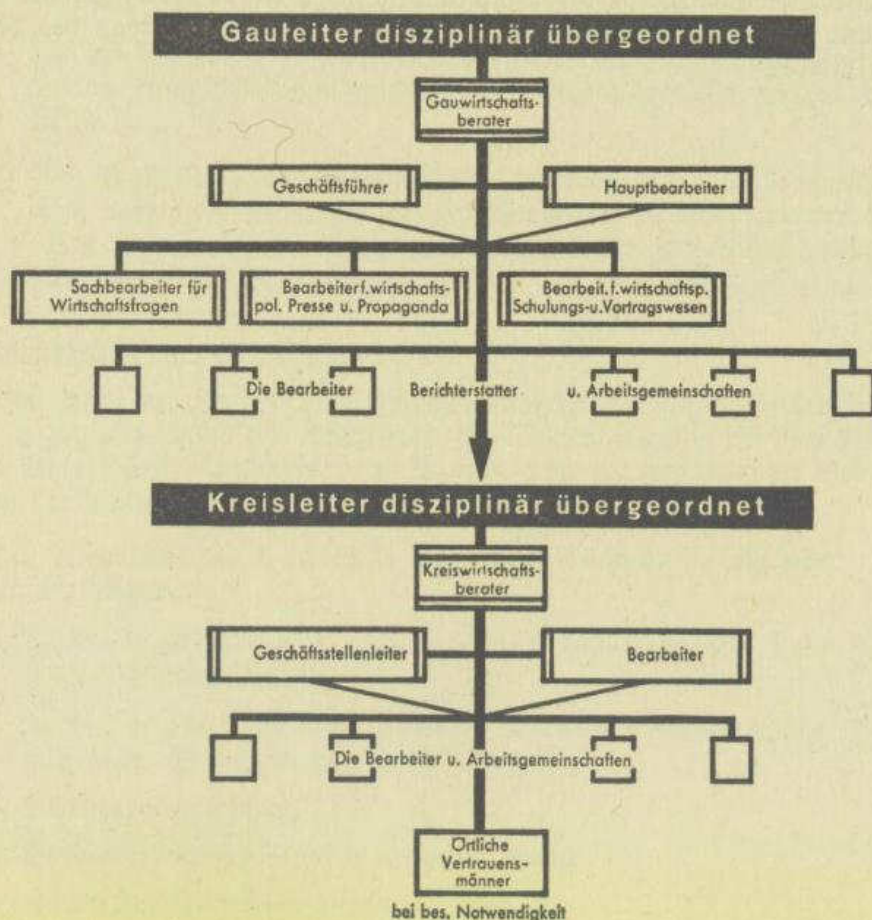 Gauleiter disziplinär übergeordnet
Gauwirtschafts-
berater
Geschäftsführer
Hauptbearbeiter
Sachbearbeiter für
Wirtschaftsfragen
Bearbeiter f. wirtschafts-
pol. Presse u. Propaganda
Bearbeit. f. wirtschaftsp.
Schulungs- u. Vortragswesen
Die Bearbeiter
Berichterstatter
u. Arbeitsgemeinschaften
Kreisleiter disziplinär übergeordnet
Kreiswirtschafts-
berater
Geschäftsstellenleiter
Bearbeiter
Die Bearbeiter u. Arbeitsgemeinschaften
Örtliche
Vertrauens-
männer
bei bes. Notwendigkeit